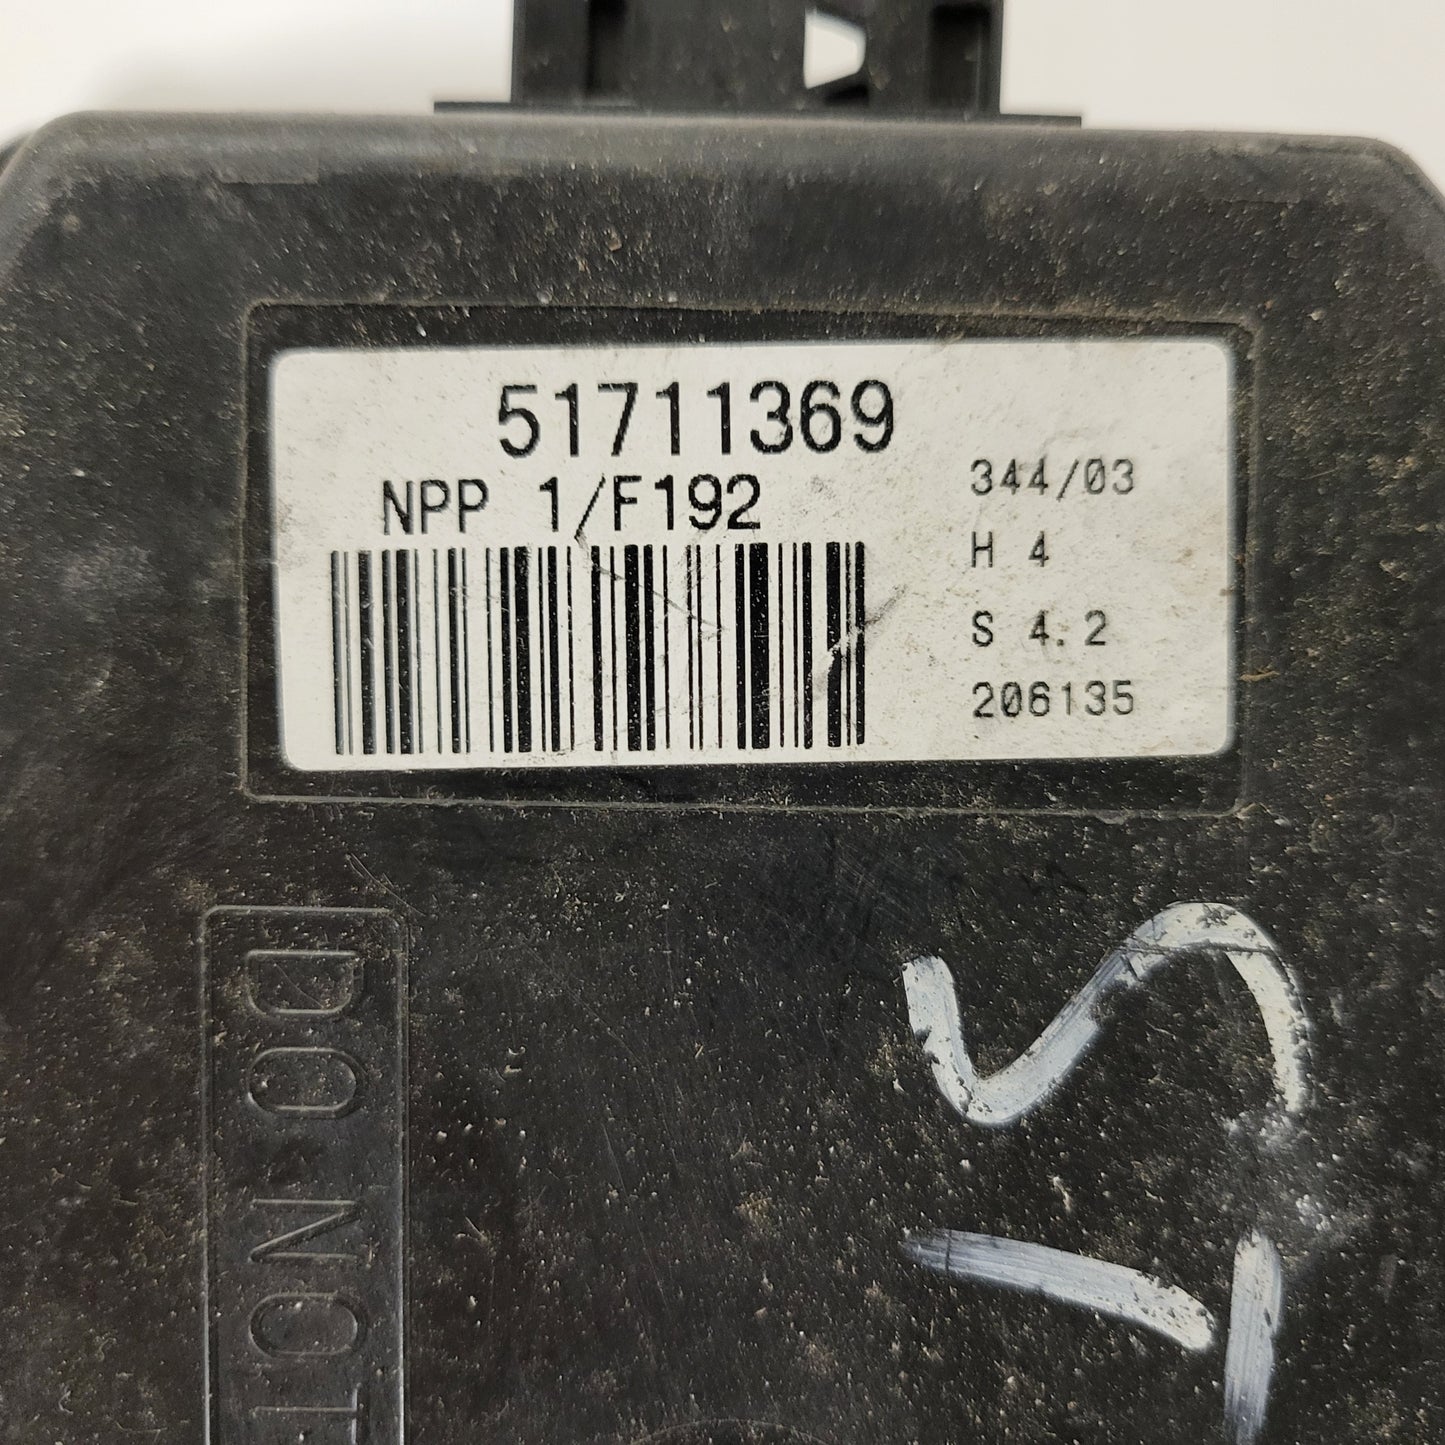 51711369
NPP 1/F192
344/03
H 4
S 4.2
206135
DO NOT